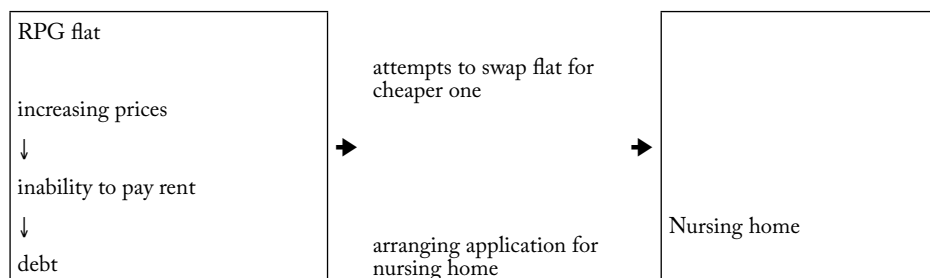 RPG flat
increasing prices
↓
inability to pay rent
↓
debt
attempts to swap flat for
cheaper one
arranging application for
nursing home
Nursing home